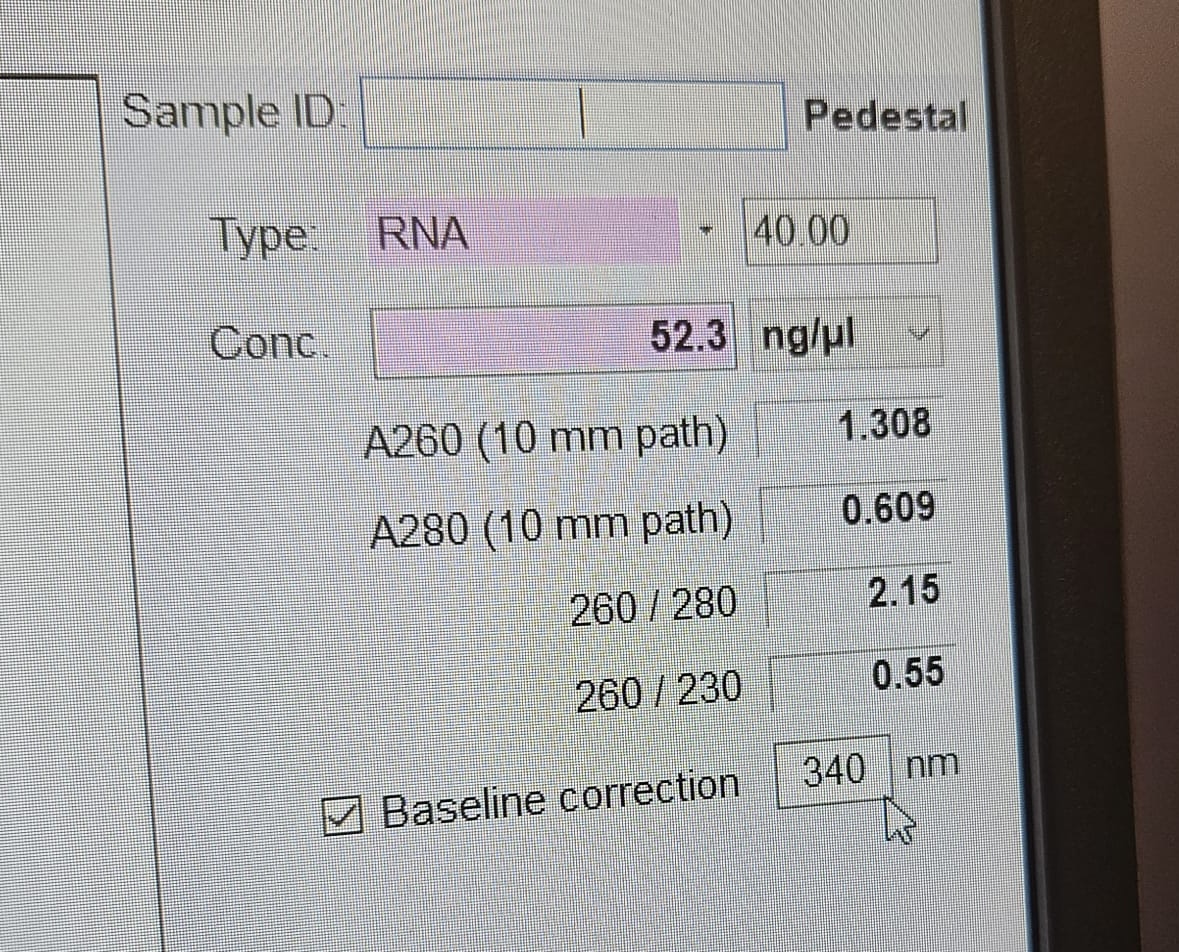 Sample ID: Pedestal
Type: RNA 40.00
Conc. 52.3 ng/µl
A260 (10 mm path) 1.308
A280 (10 mm path) 0.609
260 / 280 2.15
260 / 230 0.55
Baseline correction 340 nm